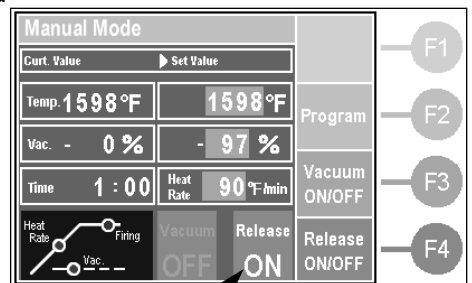 Manual Mode
Curt. Value Set Value
Temp. 1598°F 1598°F
Vac. - 0 % - 97 %
Time 1:00 Heat Rate 90 °F/min
Heat Rate Firing Vac.
Vacuum OFF
Release ON
Program
Vacuum ON/OFF
Release ON/OFF
F1
F2
F3
F4